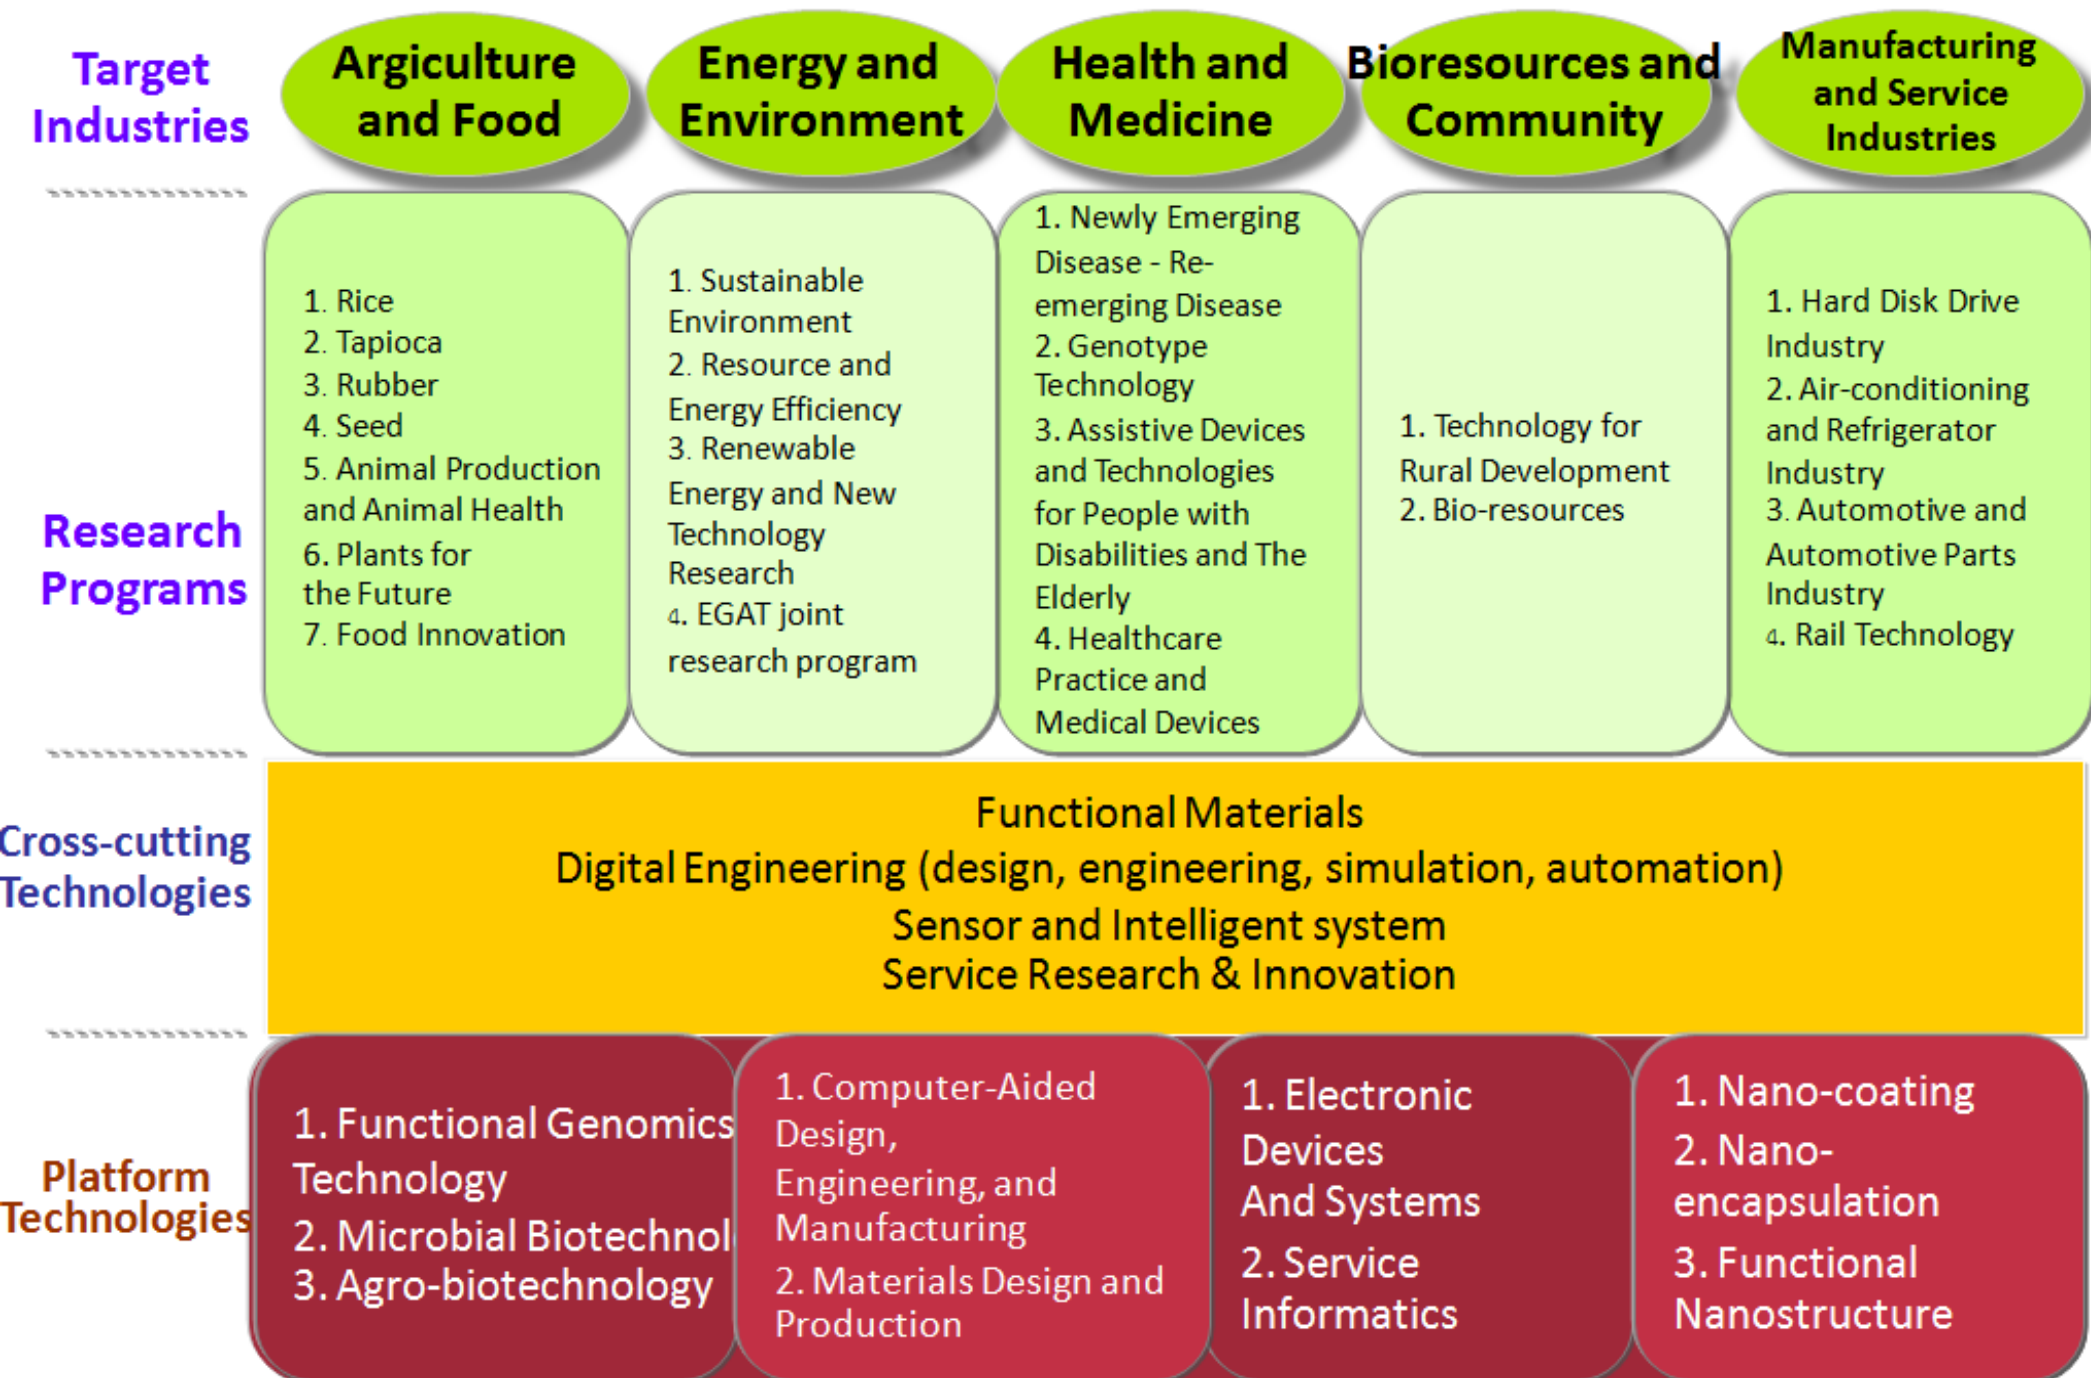 Target
Industries
Argiculture
and Food
Energy and
Environment
Health and
Medicine
Bioresources and
Community
Manufacturing
and Service
Industries
Research
Programs
1. Rice
2. Tapioca
3. Rubber
4. Seed
5. Animal Production
and Animal Health
6. Plants for
the Future
7. Food Innovation
1. Sustainable
Environment
2. Resource and
Energy Efficiency
3. Renewable
Energy and New
Technology
Research
4. EGAT joint
research program
1. Newly Emerging
Disease - Re-
emerging Disease
2. Genotype
Technology
3. Assistive Devices
and Technologies
for People with
Disabilities and The
Elderly
4. Healthcare
Practice and
Medical Devices
1. Technology for
Rural Development
2. Bio-resources
1. Hard Disk Drive
Industry
2. Air-conditioning
and Refrigerator
Industry
3. Automotive and
Automotive Parts
Industry
4. Rail Technology
Cross-cutting
Technologies
Functional Materials
Digital Engineering (design, engineering, simulation, automation)
Sensor and Intelligent system
Service Research & Innovation
Platform
Technologies
1. Functional Genomics
Technology
2. Microbial Biotechnol
3. Agro-biotechnology
1. Computer-Aided
Design,
Engineering, and
Manufacturing
2. Materials Design and
Production
1. Electronic
Devices
And Systems
2. Service
Informatics
1. Nano-coating
2. Nano-
encapsulation
3. Functional
Nanostructure